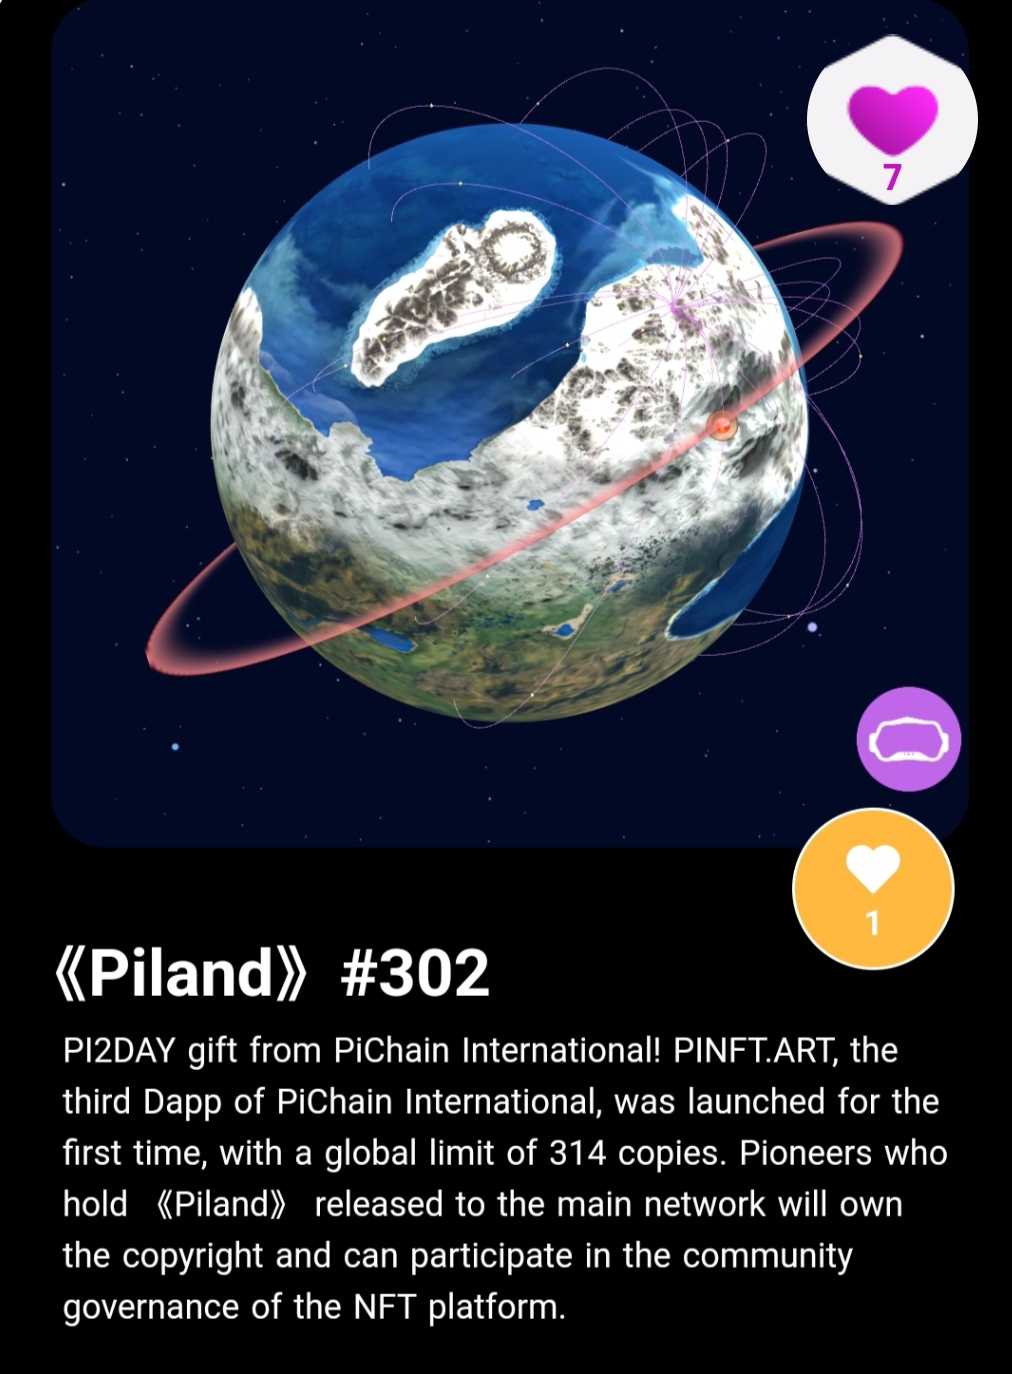 7
1
《Piland》 #302
PI2DAY gift from PiChain International! PINFT.ART, the
third Dapp of PiChain International, was launched for the
first time, with a global limit of 314 copies. Pioneers who
hold 《Piland》 released to the main network will own
the copyright and can participate in the community
governance of the NFT platform.